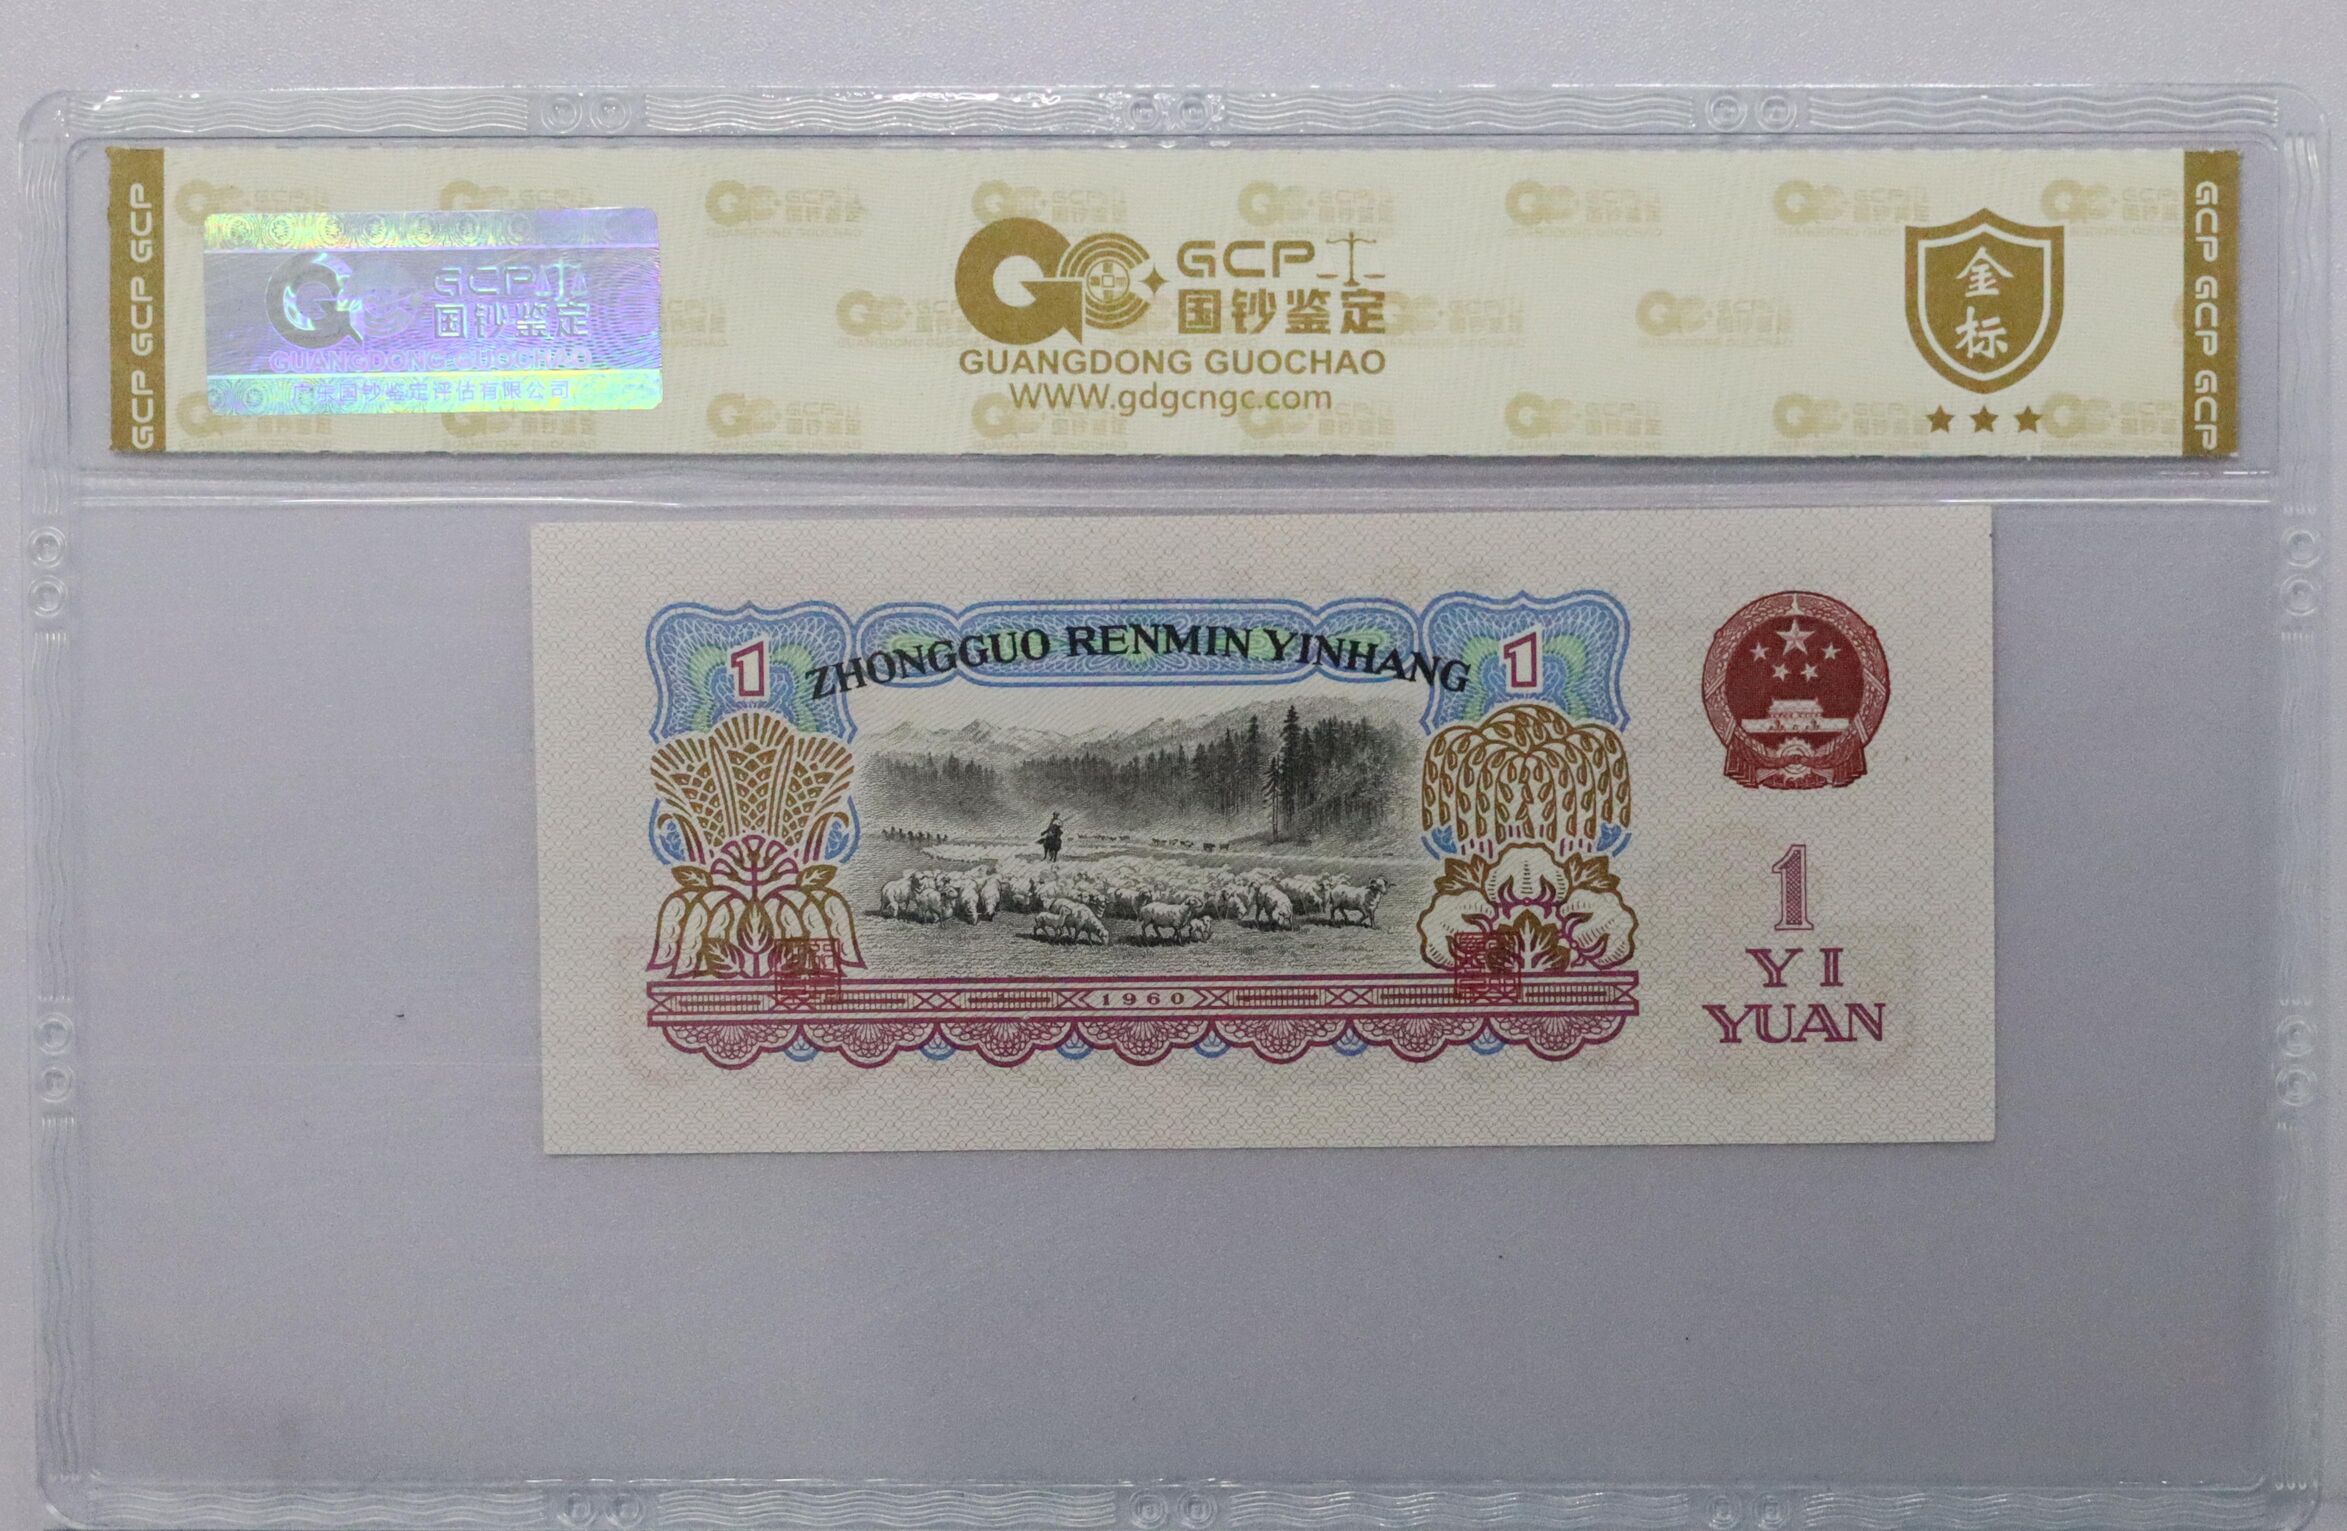 GCP GCP GCP
GCP
国钞鉴定
GUANGDONG GUOCHAO
广东国钞鉴定评估有限公司
GCP
国钞鉴定
GUANGDONG GUOCHAO
WWW.gdgcngc.com
金
标
GCP GCP GCP
1
ZHONGGUO RENMIN YINHANG
1
1960
1
YI
YUAN